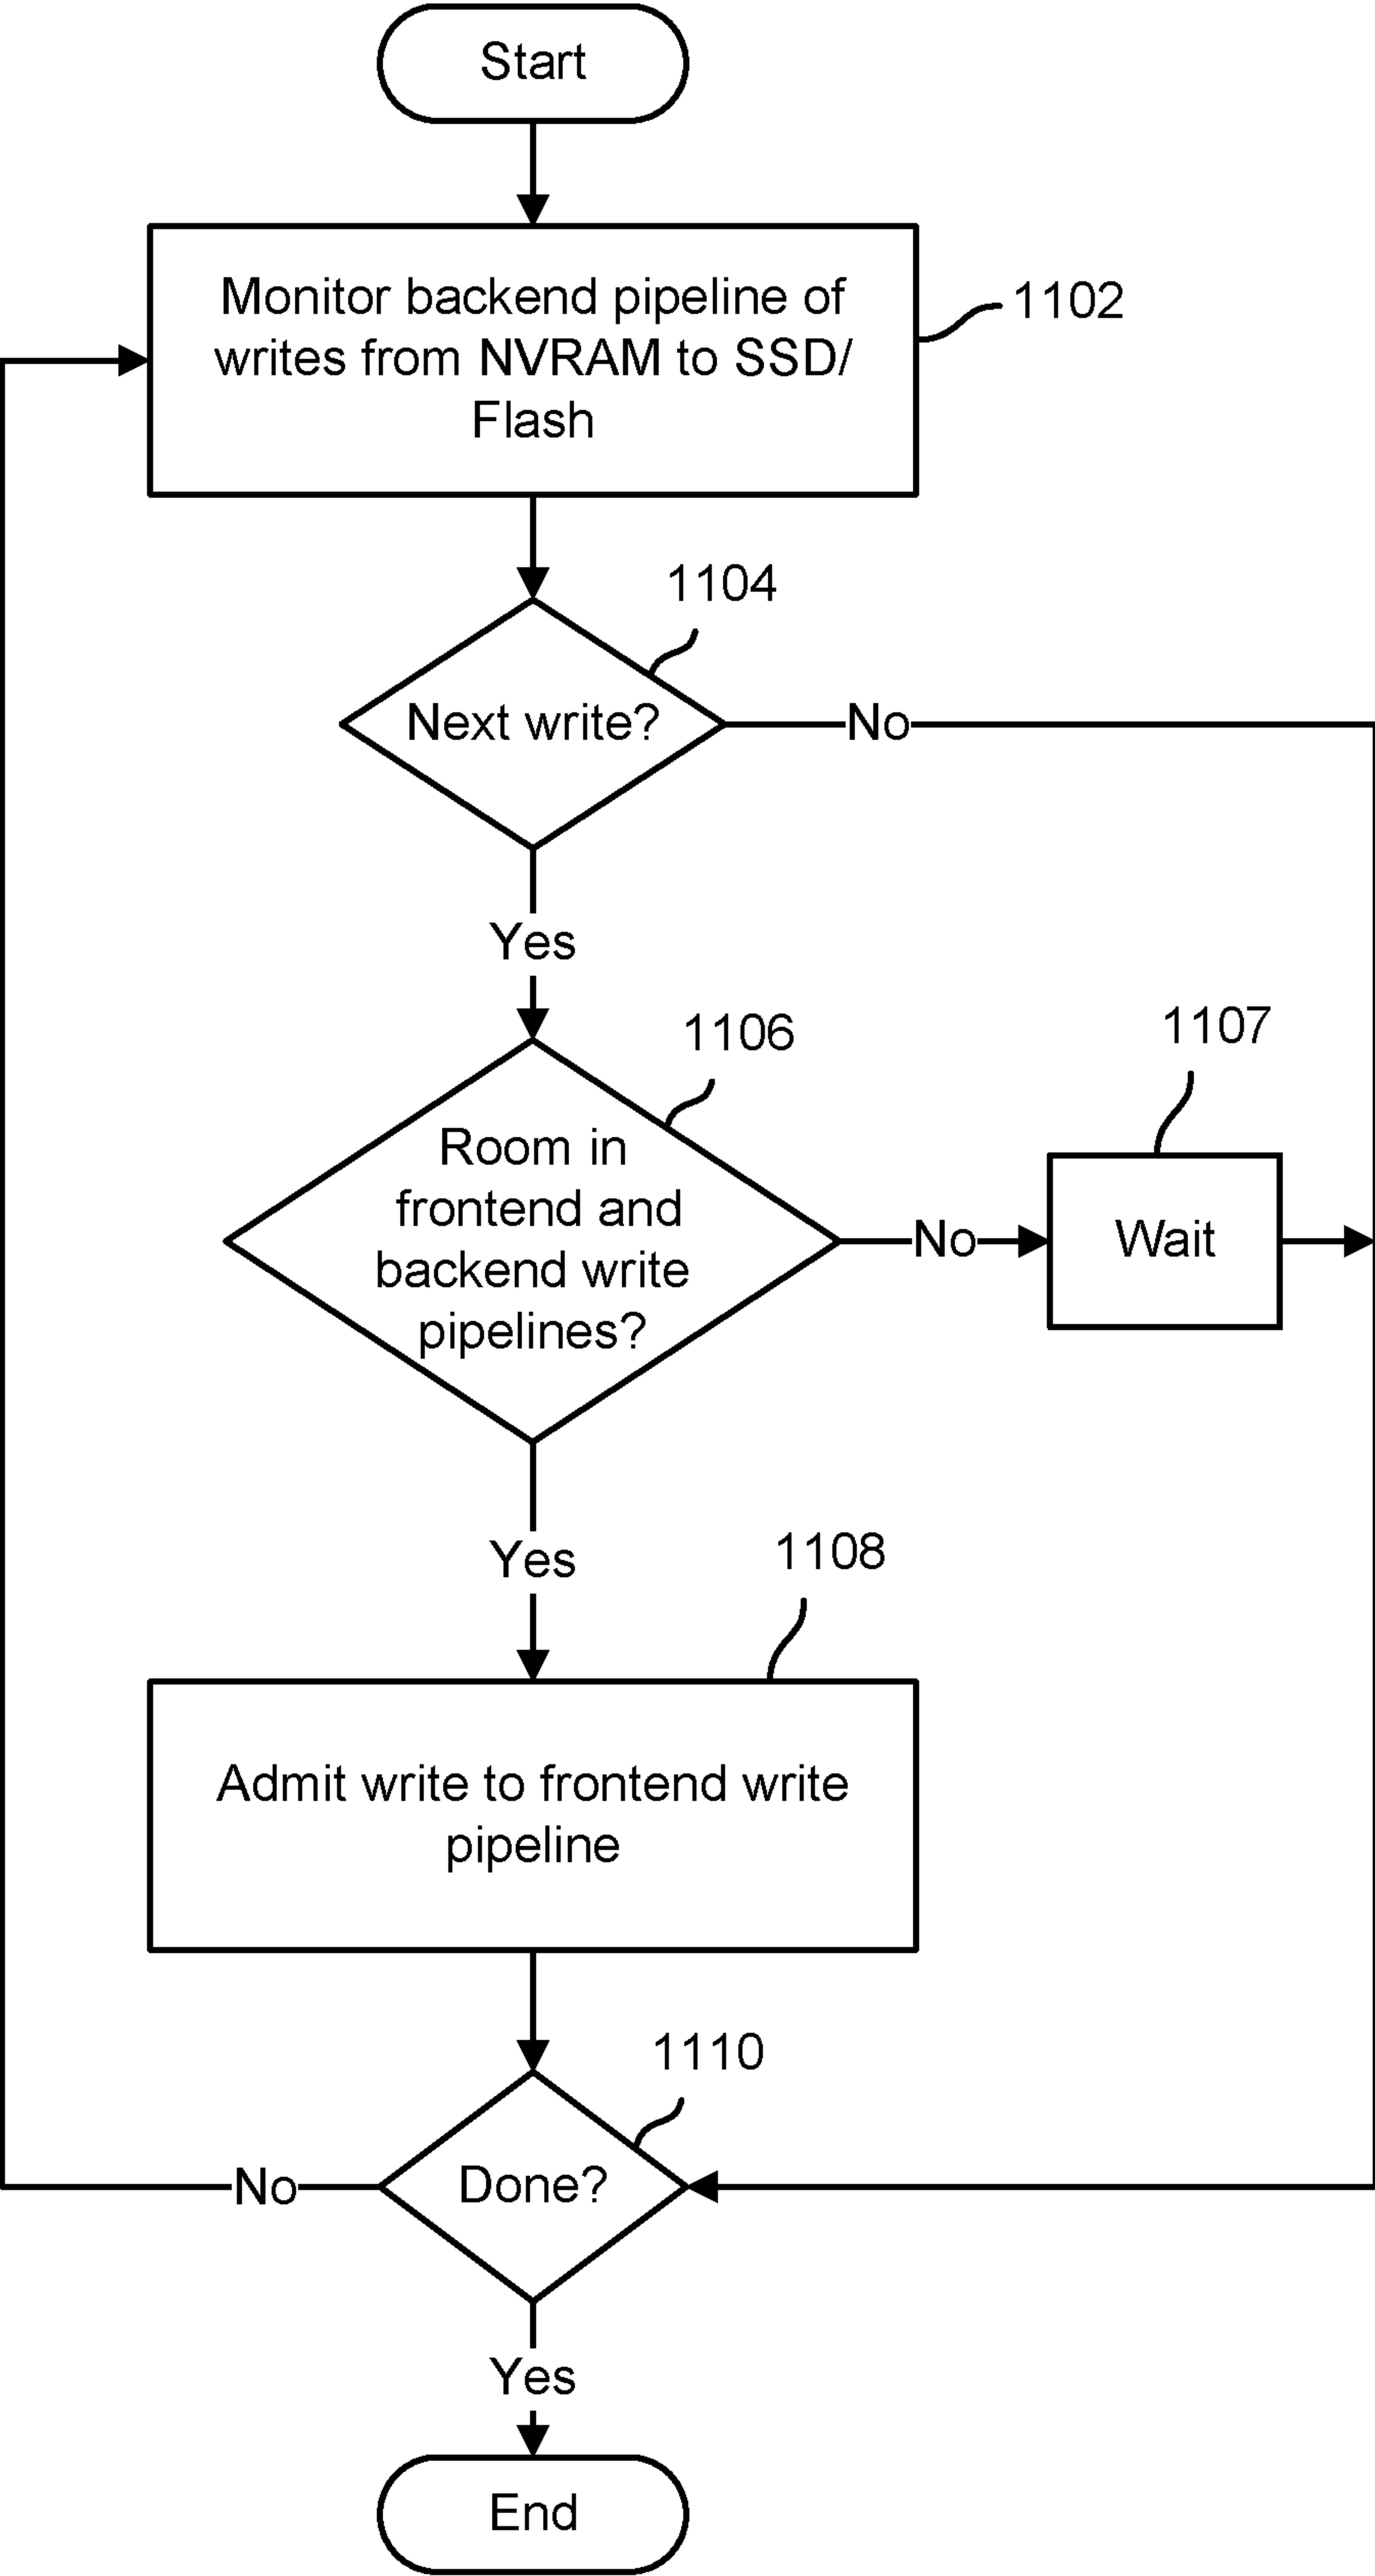 Start
Monitor backend pipeline of
writes from NVRAM to SSD/
Flash
1102
1104
Next write?
No
Yes
1106
1107
Room in
frontend and
backend write
pipelines?
No
Wait
Yes
1108
Admit write to frontend write
pipeline
1110
Done?
No
Yes
End